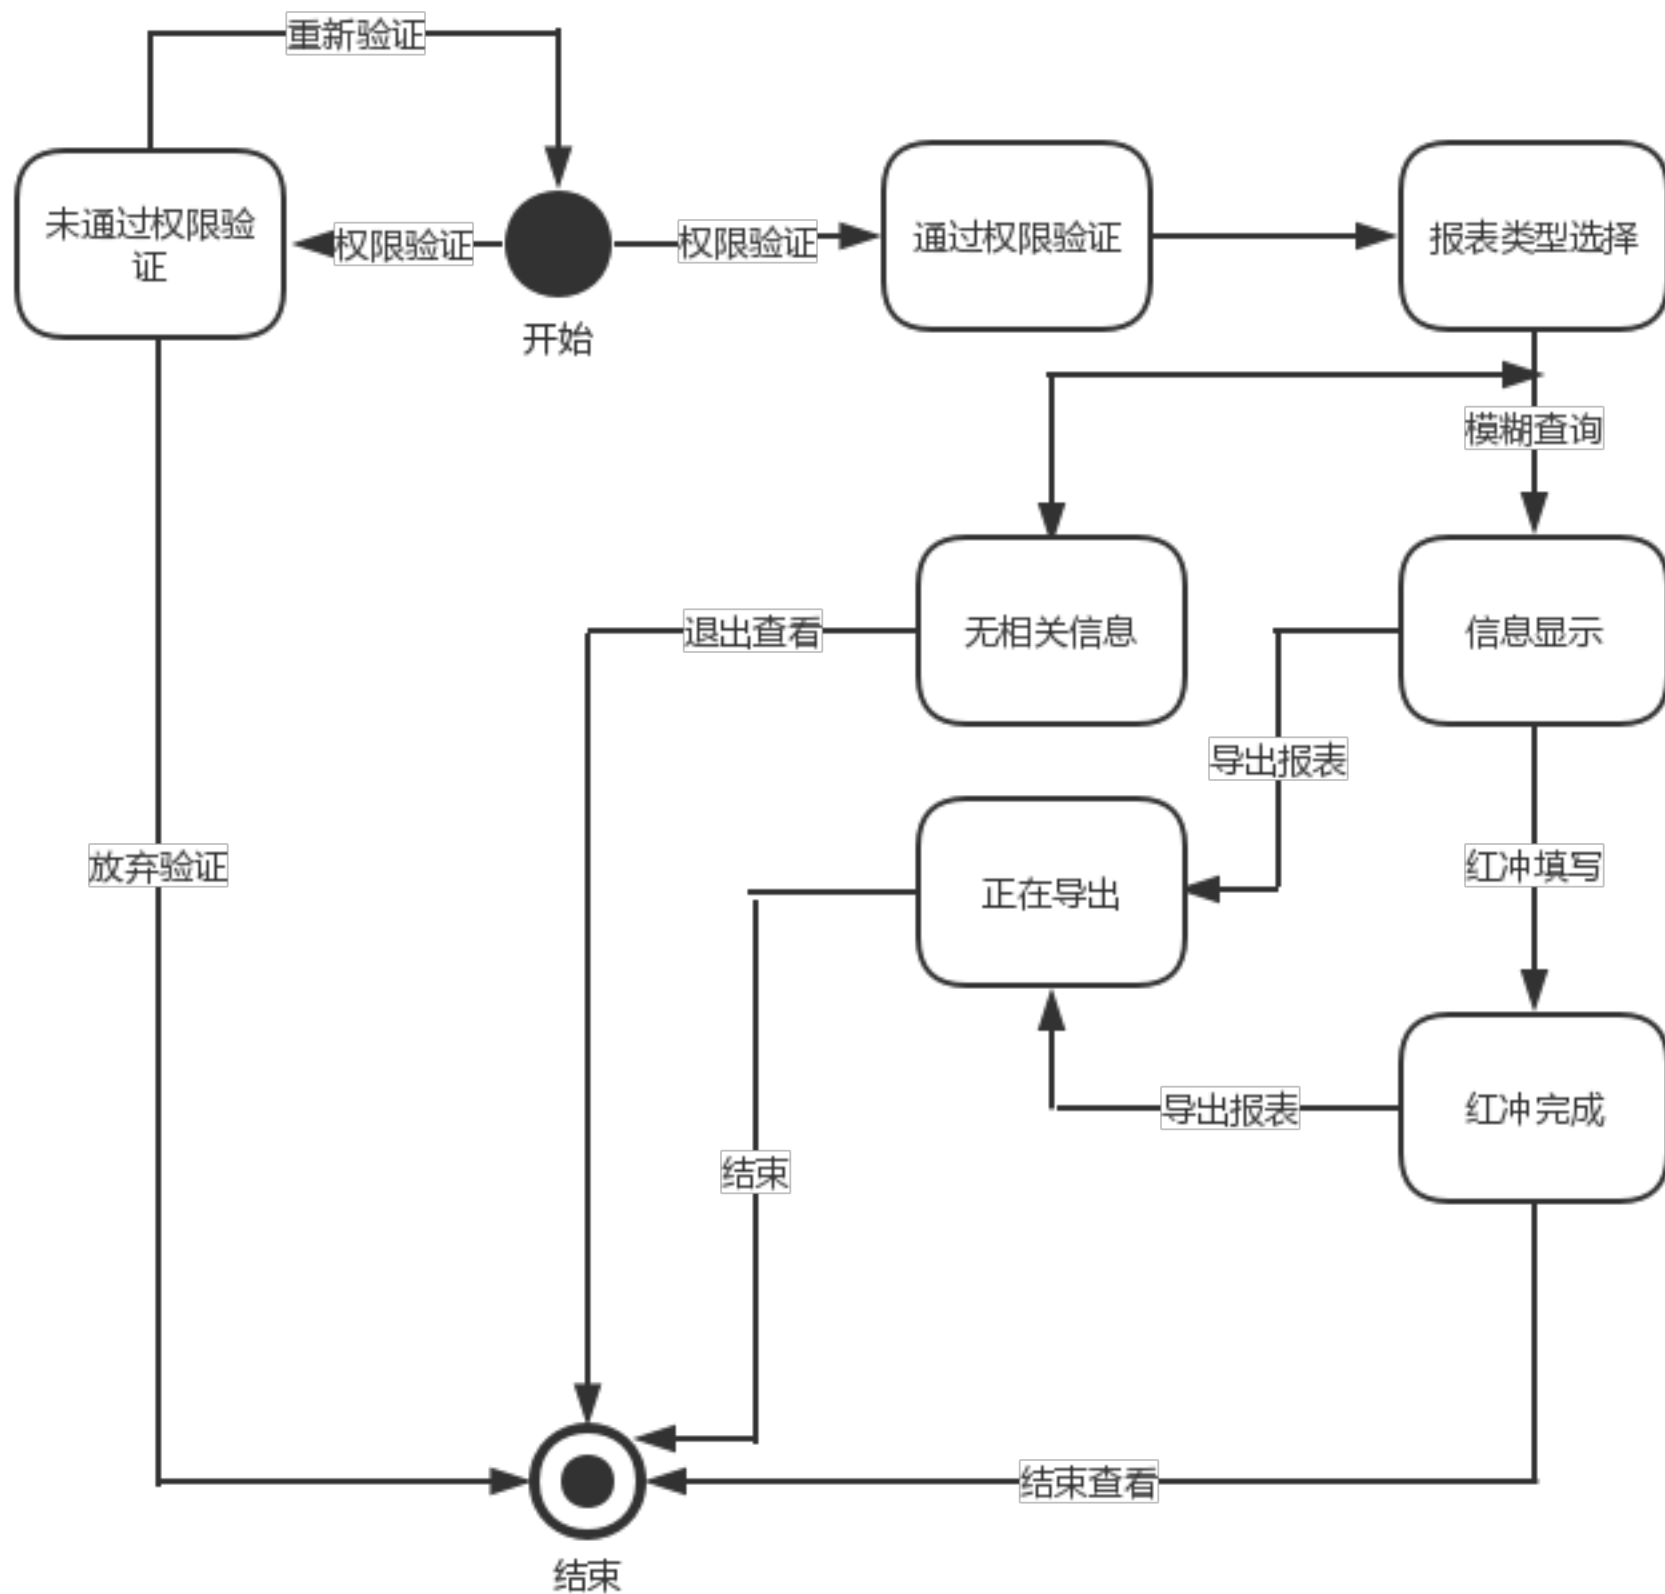 重新验证
未通过权限验
证
权限验证
权限验证
通过权限验证
报表类型选择
开始
模糊查询
退出查看
无相关信息
信息显示
导出报表
放弃验证
正在导出
红冲填写
导出报表
红冲完成
结束
结束查看
结束